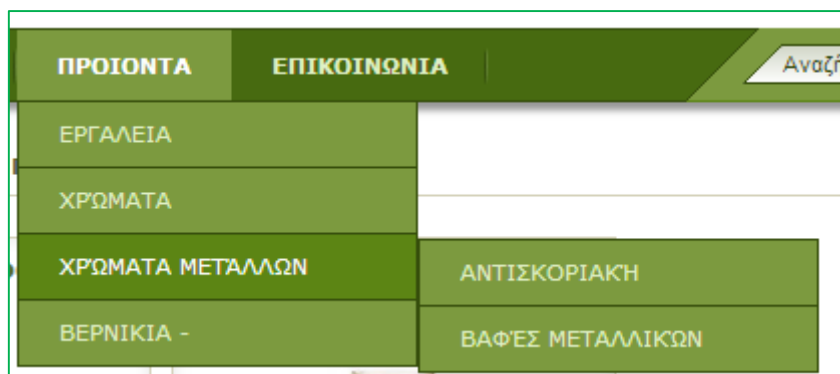 ΠΡΟΙΟΝΤΑ ΕΠΙΚΟΙΝΩΝΙΑ
ΕΡΓΑΛΕΙΑ
ΧΡΏΜΑΤΑ
ΧΡΏΜΑΤΑ ΜΕΤΆΛΛΩΝ
ΑΝΤΙΣΚΟΡΙΑΚΉ
ΒΕΡΝΙΚΙΑ -
ΒΑΦΈΣ ΜΕΤΑΛΛΙΚΏΝ